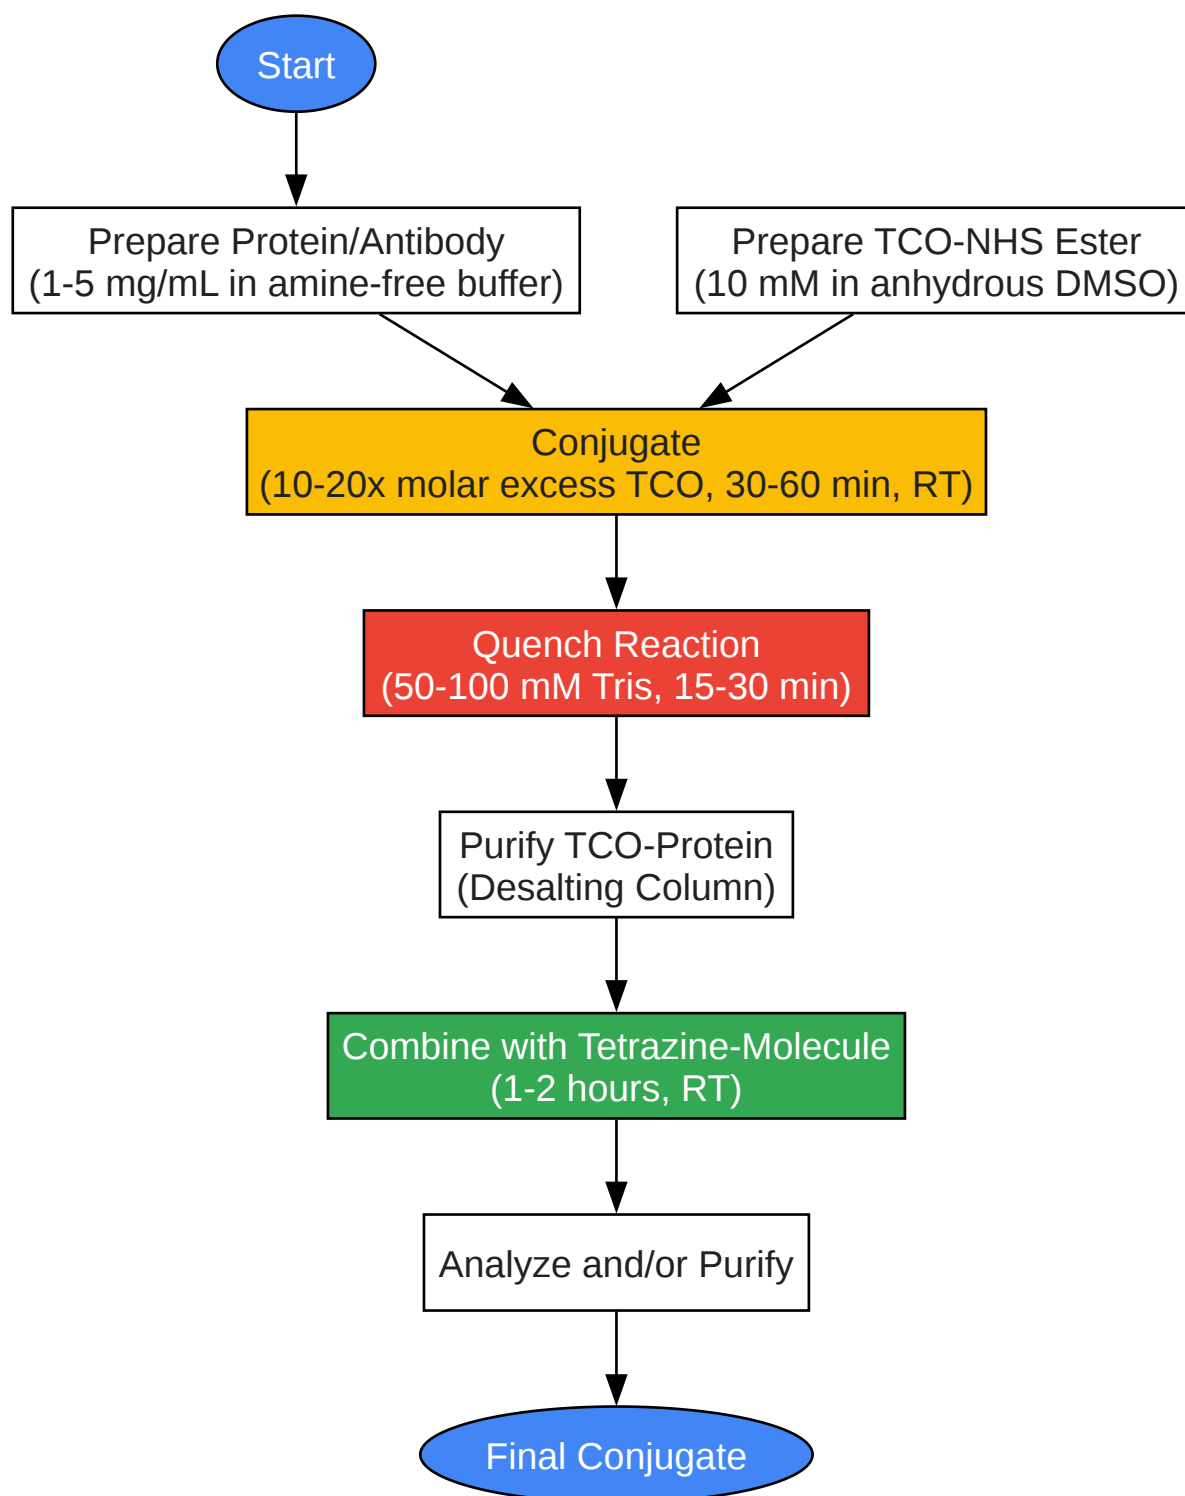 Start
Prepare Protein/Antibody
(1-5 mg/mL in amine-free buffer)
Prepare TCO-NHS Ester
(10 mM in anhydrous DMSO)
Conjugate
(10-20x molar excess TCO, 30-60 min, RT)
Quench Reaction
(50-100 mM Tris, 15-30 min)
Purify TCO-Protein
(Desalting Column)
Combine with Tetrazine-Molecule
(1-2 hours, RT)
Analyze and/or Purify
Final Conjugate